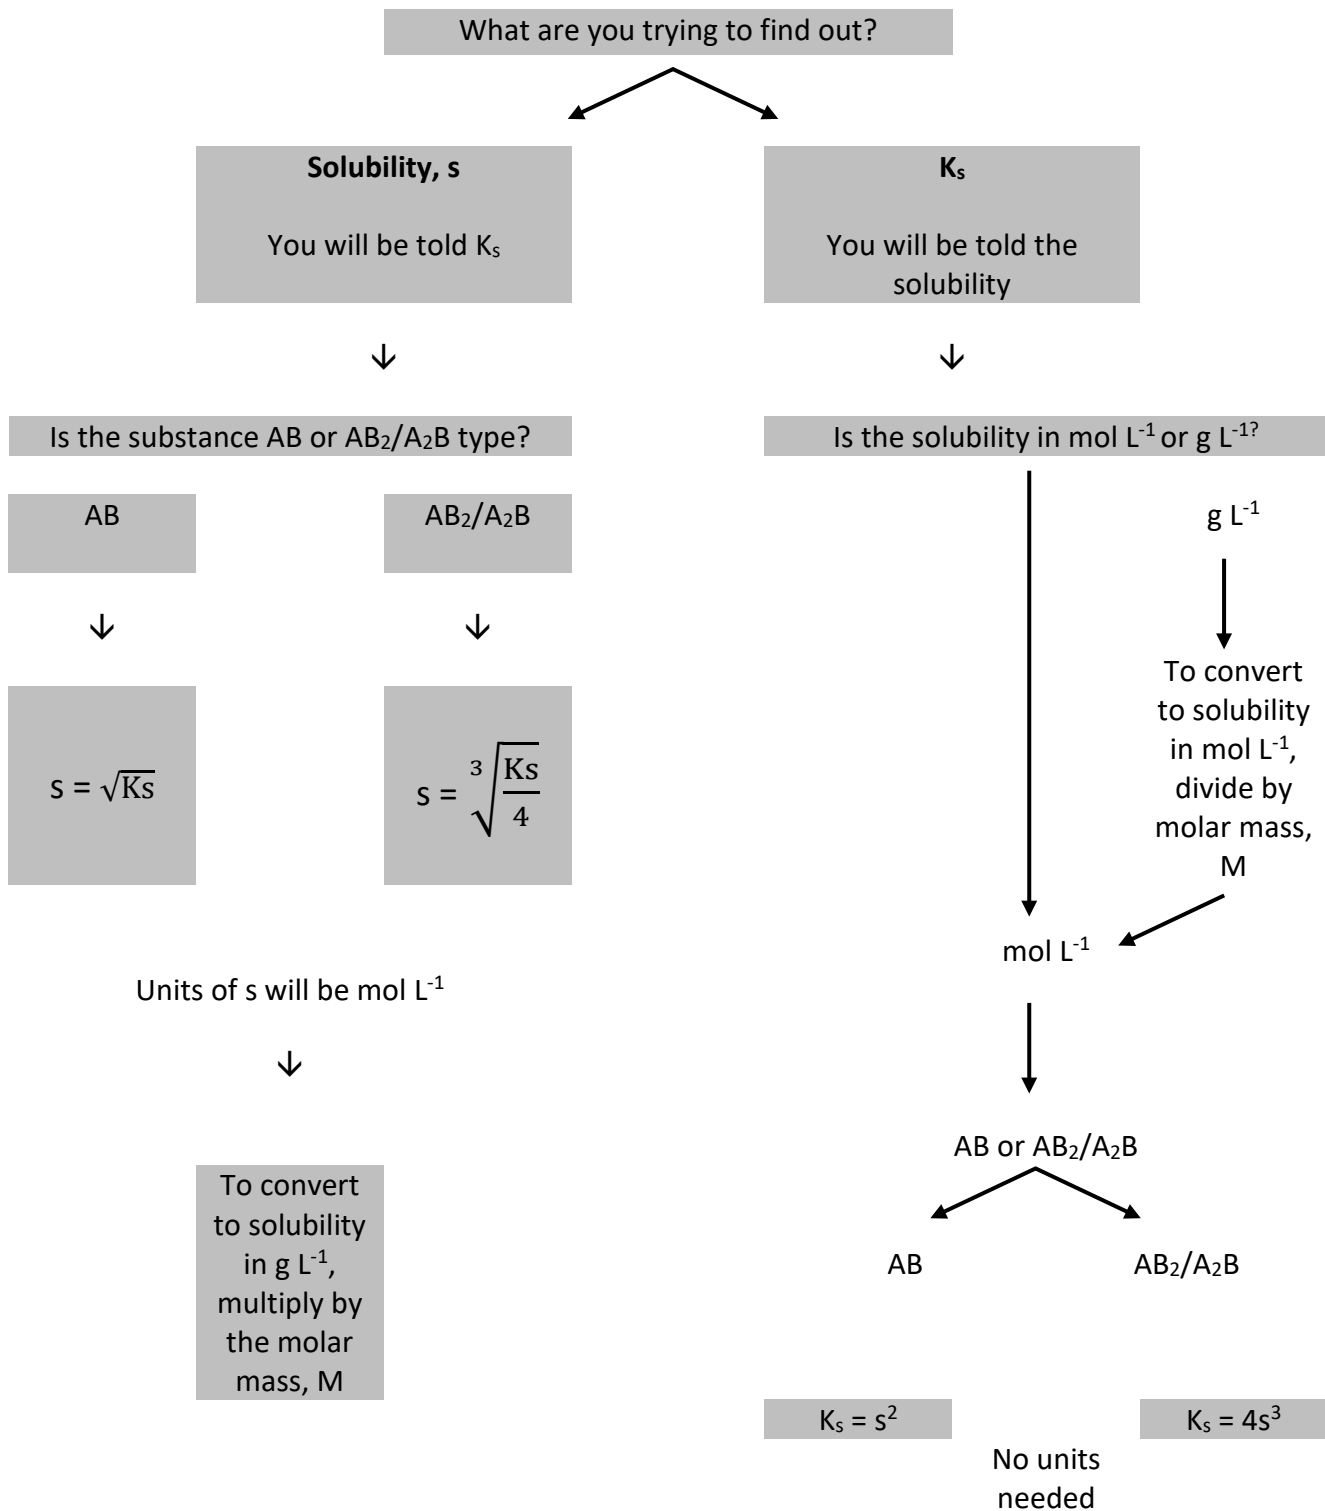 What are you trying to find out?
Solubility, s
You will be told Kₛ
Kₛ
You will be told the
solubility
Is the substance AB or AB₂/A₂B type?
Is the solubility in mol L⁻¹ or g L⁻¹?
AB
AB₂/A₂B
g L⁻¹
s = √Ks
s = ³√(Ks/4)
To convert
to solubility
in mol L⁻¹,
divide by
molar mass,
M
mol L⁻¹
Units of s will be mol L⁻¹
To convert
to solubility
in g L⁻¹,
multiply by
the molar
mass, M
AB or AB₂/A₂B
AB
AB₂/A₂B
Kₛ = s²
Kₛ = 4s³
No units
needed